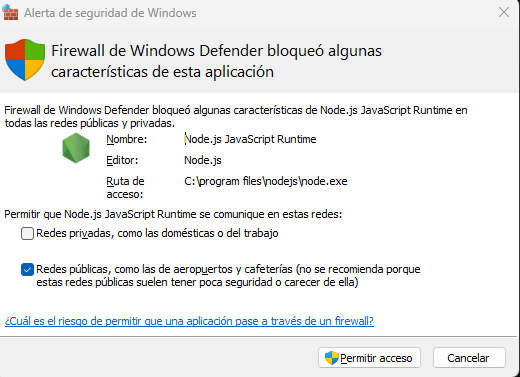 Alerta de seguridad de Windows
Firewall de Windows Defender bloqueó algunas
características de esta aplicación
Firewall de Windows Defender bloqueó algunas características de Node.js JavaScript Runtime en
todas las redes públicas y privadas.
Nombre: Node.js JavaScript Runtime
Editor: Node.js
Ruta de C:\program files\nodejs\node.exe
acceso:
Permitir que Node.js JavaScript Runtime se comunique en estas redes:
Redes privadas, como las domésticas o del trabajo
Redes públicas, como las de aeropuertos y cafeterías (no se recomienda porque
estas redes públicas suelen tener poca seguridad o carecer de ella)
¿Cuál es el riesgo de permitir que una aplicación pase a través de un firewall?
Permitir acceso Cancelar